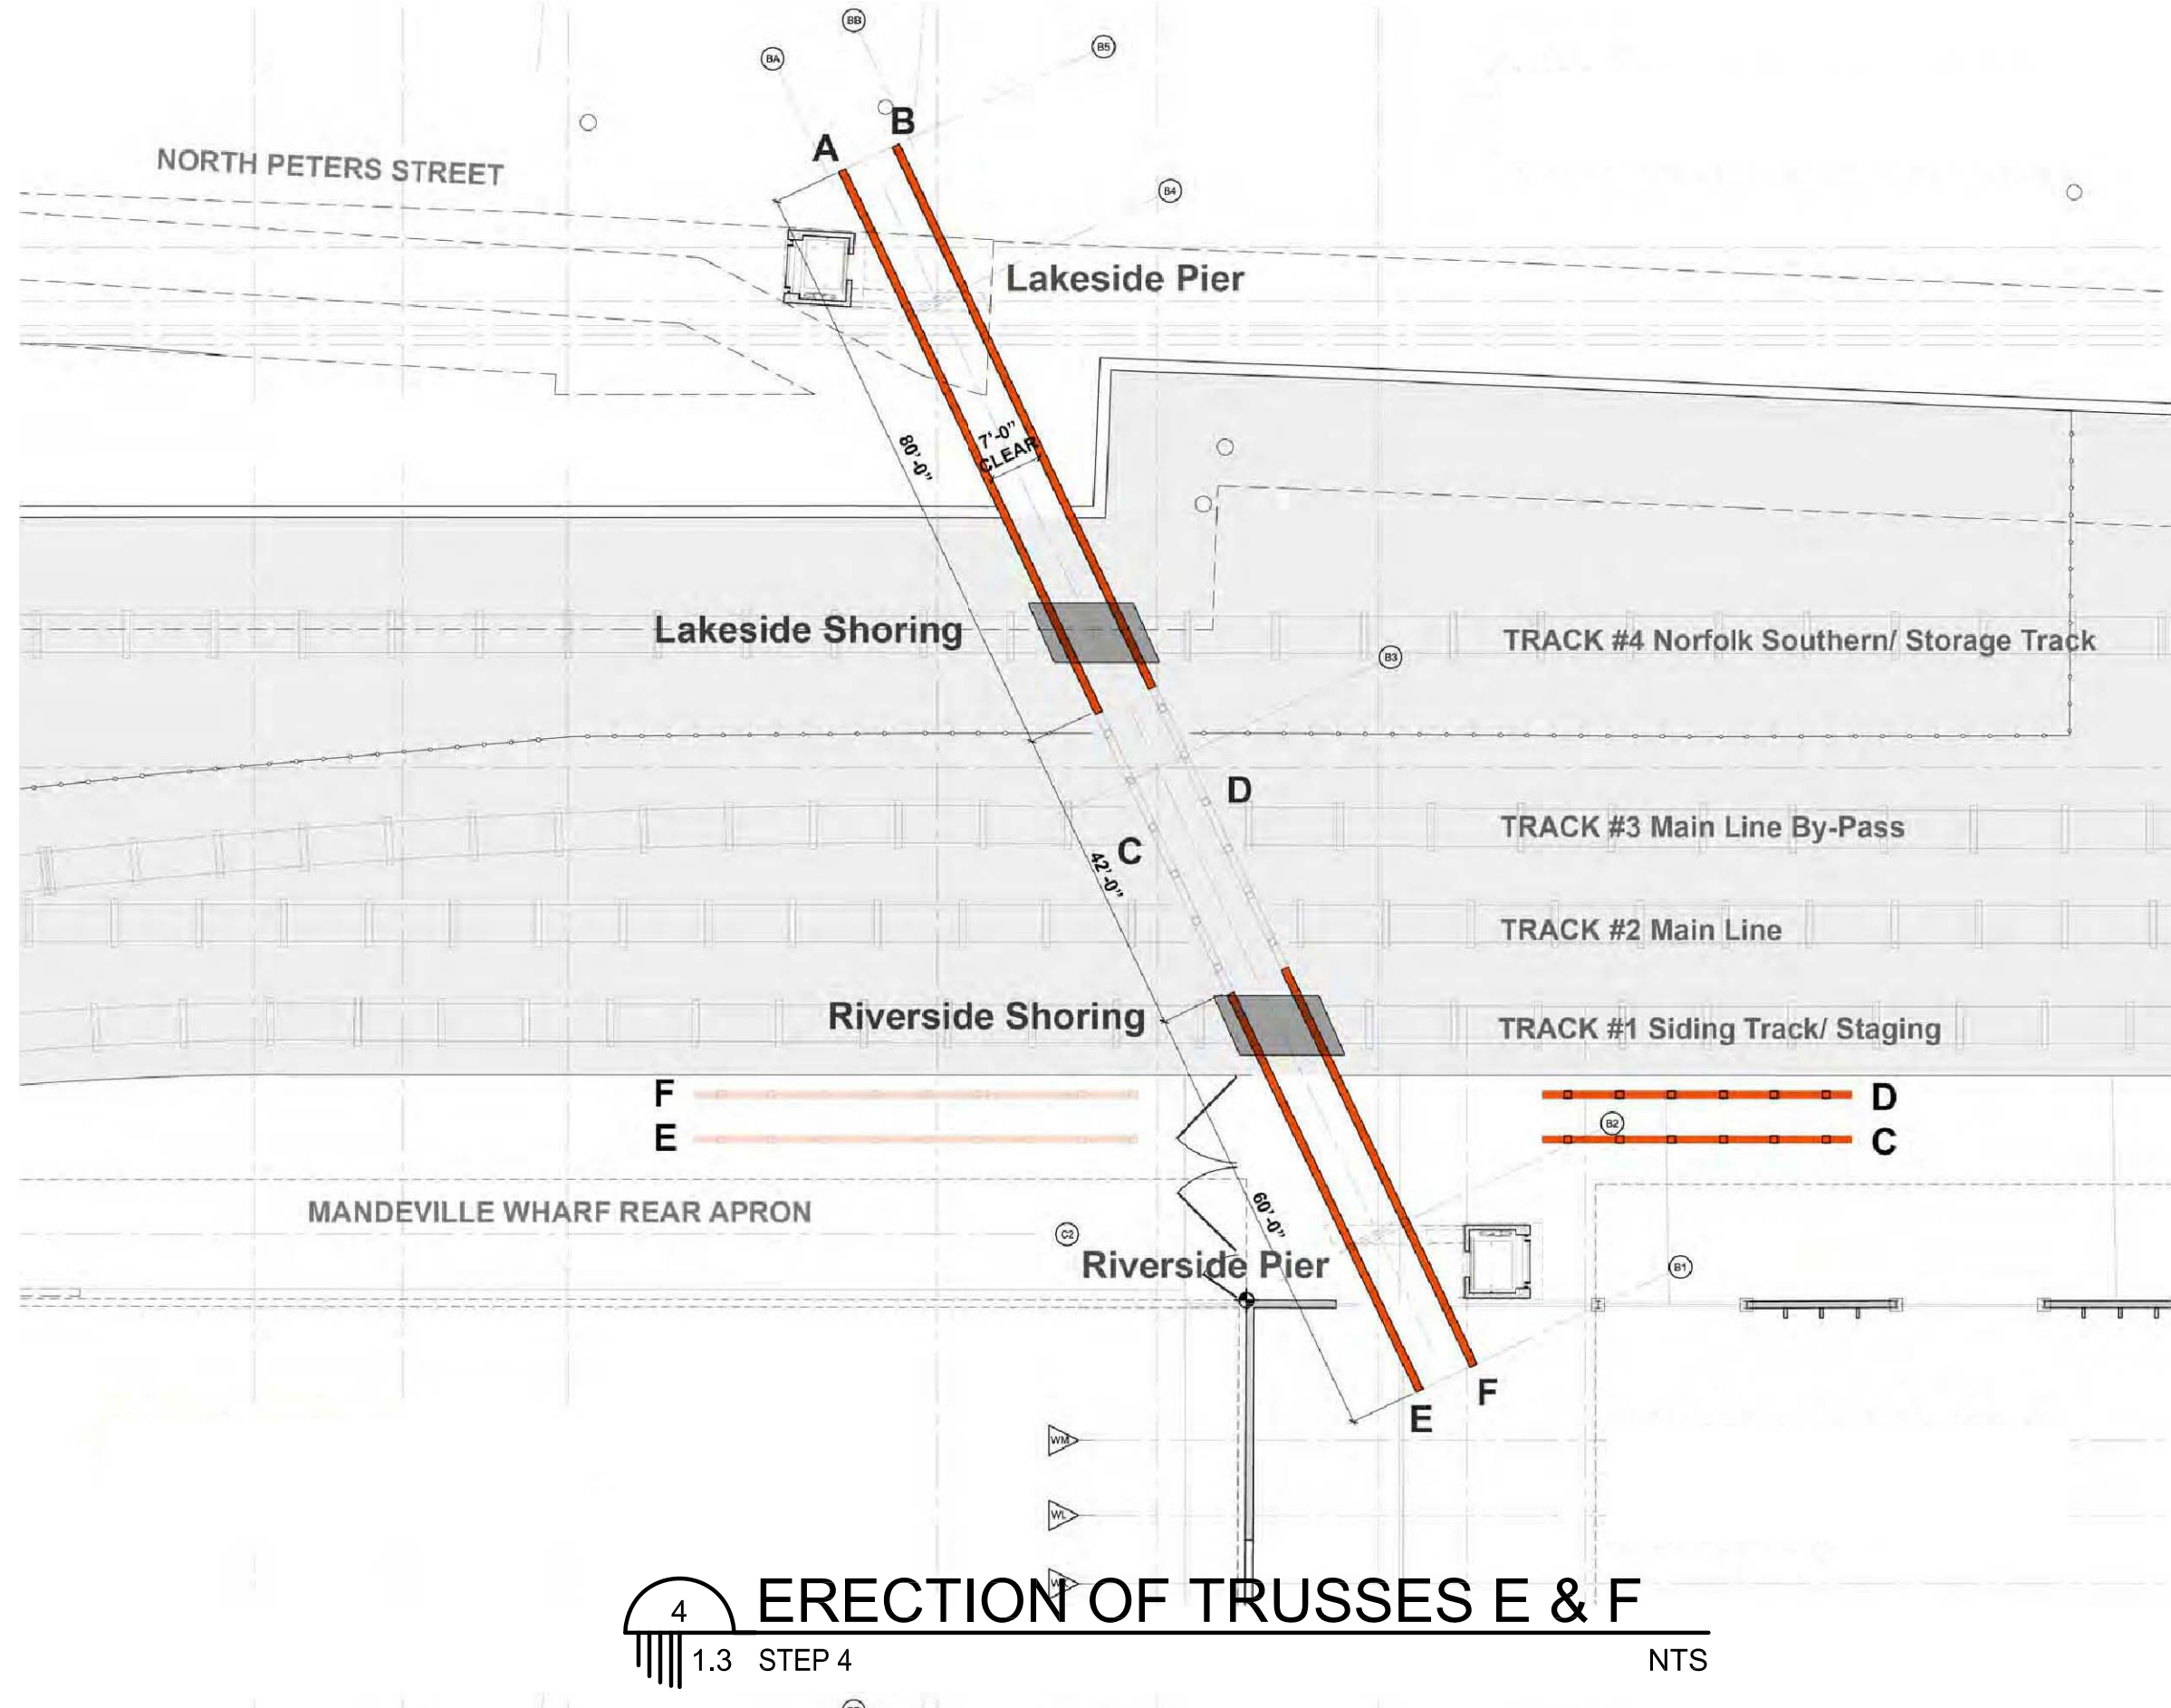 BB
BA
B5
B
A
NORTH PETERS STREET
B4
Lakeside Pier
7'-0"
CLEAR
80'-0"
Lakeside Shoring
TRACK #4 Norfolk Southern/ Storage Track
B3
D
TRACK #3 Main Line By-Pass
C
42'-0"
TRACK #2 Main Line
Riverside Shoring
TRACK #1 Siding Track/ Staging
F
D
B2
E
C
MANDEVILLE WHARF REAR APRON
60'-0"
C2
Riverside Pier
B1
F
E
WM
WL
4
ERECTION OF TRUSSES E & F
1.3 STEP 4
NTS